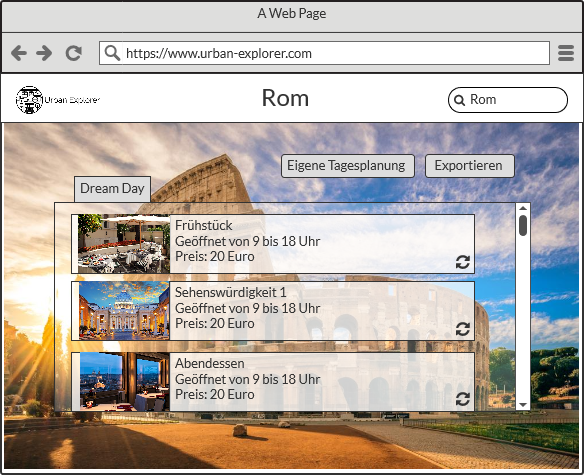 A Web Page
https://www.urban-explorer.com
Urban Explorer
Rom
Rom
Eigene Tagesplanung
Exportieren
Dream Day
Frühstück
Geöffnet von 9 bis 18 Uhr
Preis: 20 Euro
Sehenswürdigkeit 1
Geöffnet von 9 bis 18 Uhr
Preis: 20 Euro
Abendessen
Geöffnet von 9 bis 18 Uhr
Preis: 20 Euro